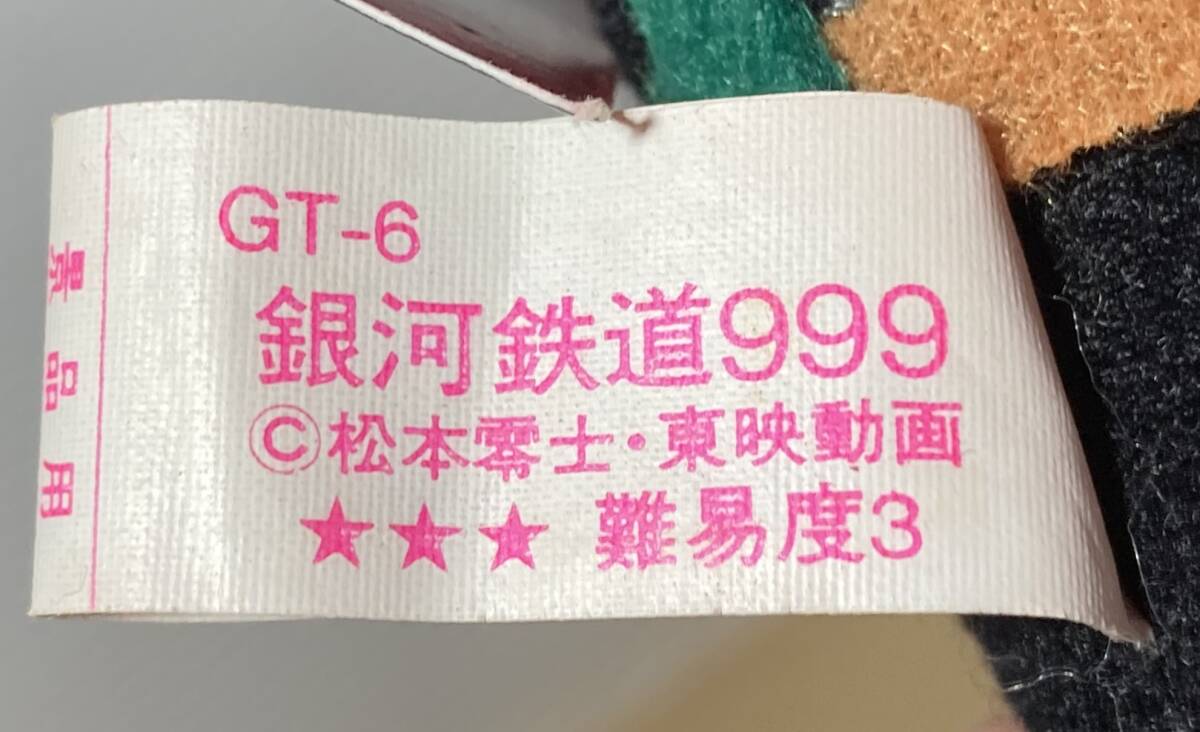 GT-6
銀河鉄道999
©松本零士・東映動画
★★★ 難易度3
景品用